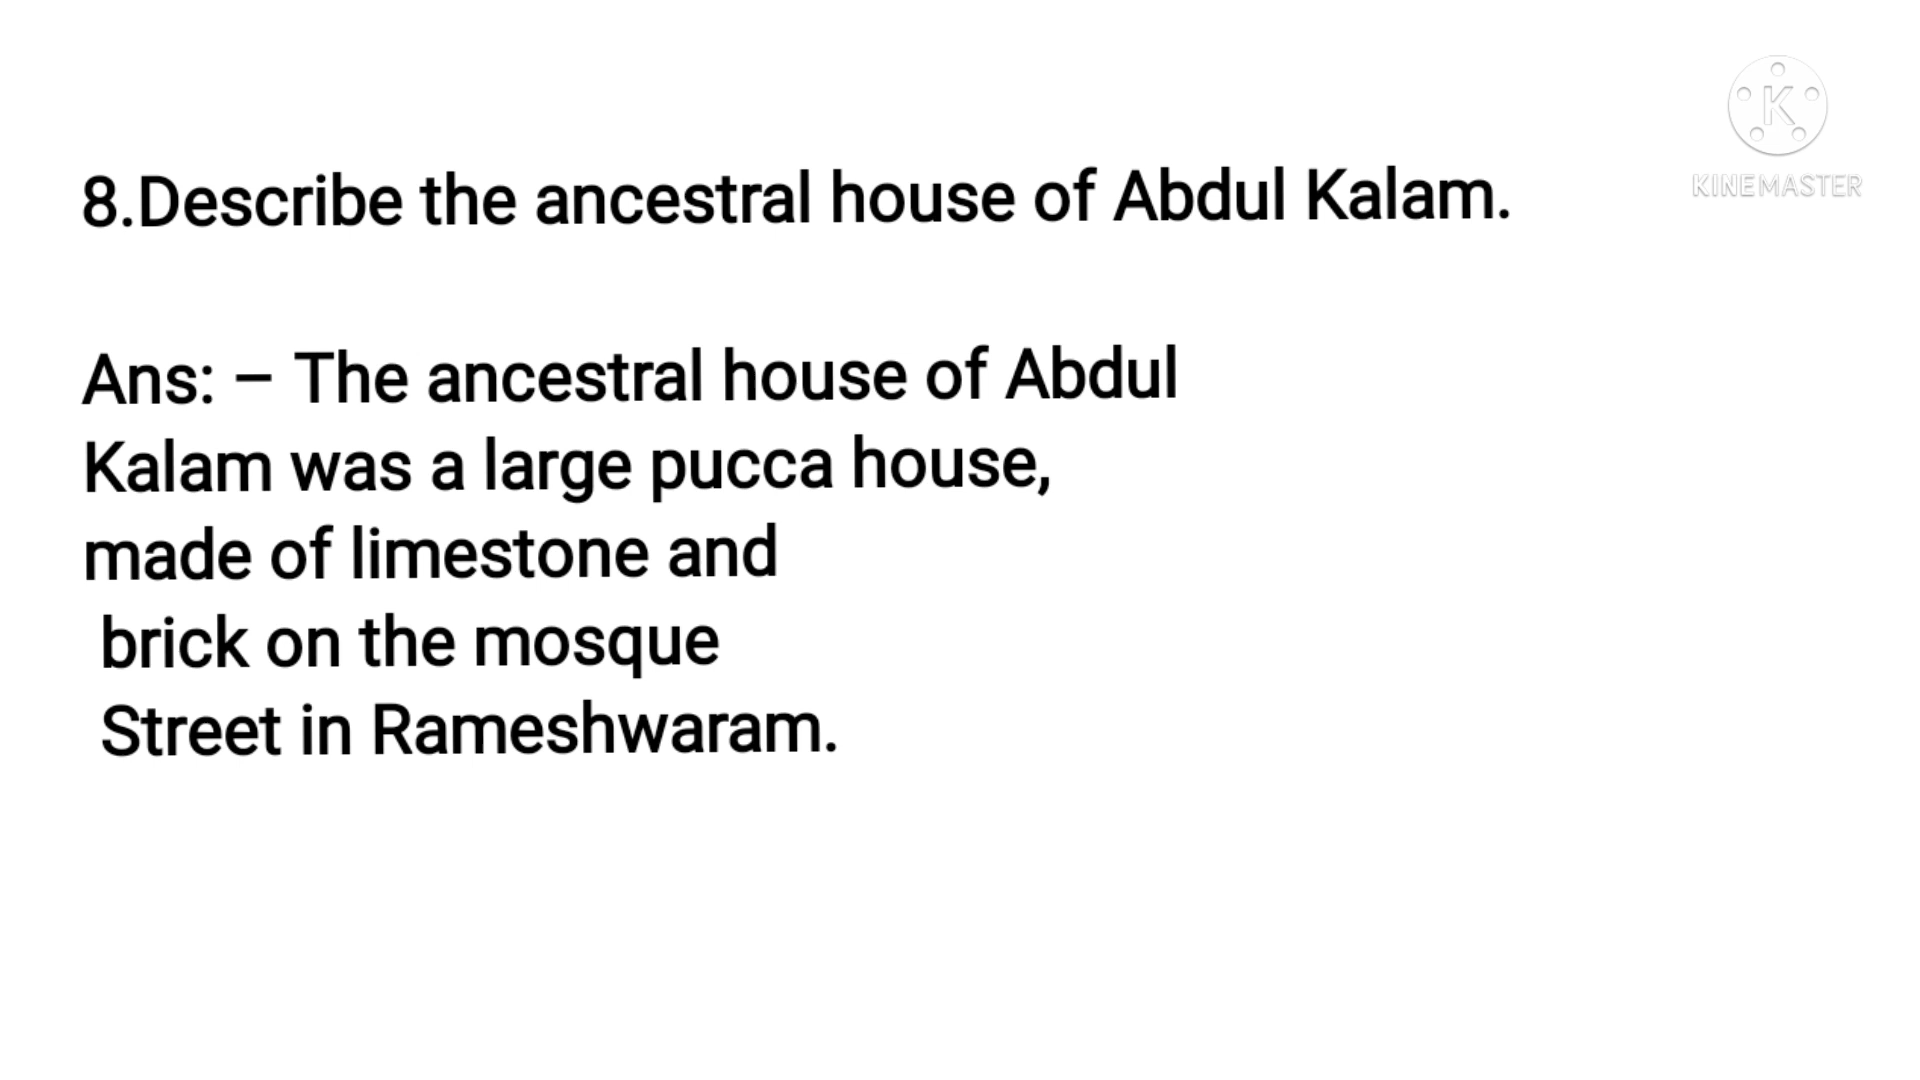 K
KINEMASTER
8.Describe the ancestral house of Abdul Kalam.
Ans: – The ancestral house of Abdul
Kalam was a large pucca house,
made of limestone and
brick on the mosque
Street in Rameshwaram.